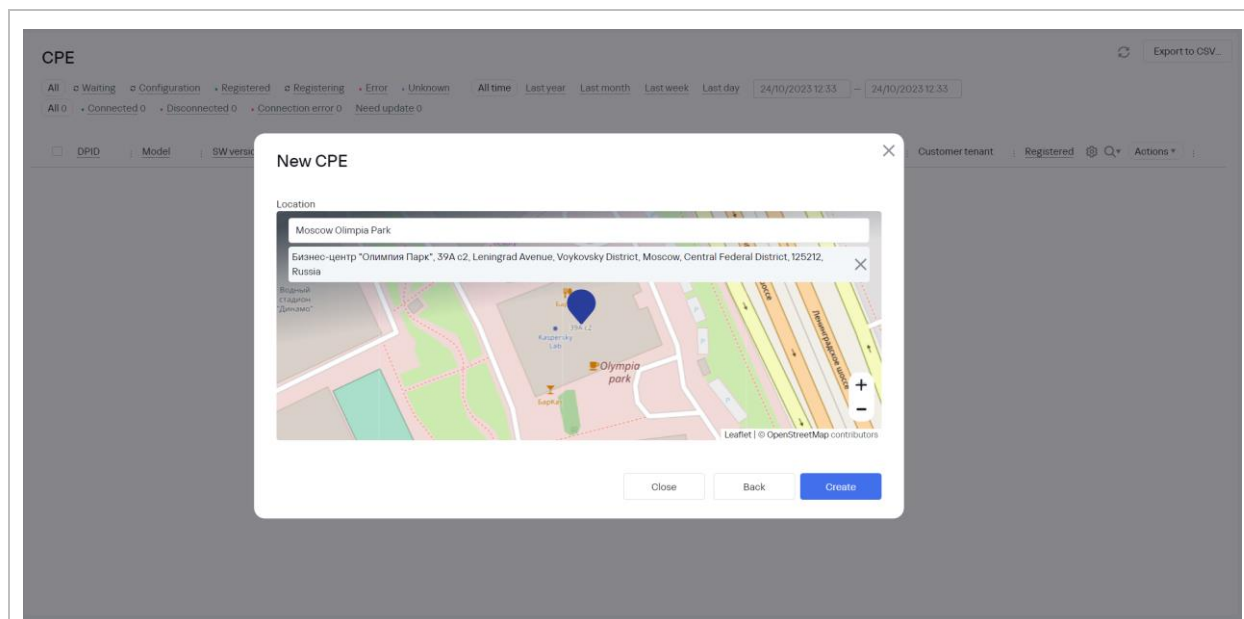 CPE
Export to CSV...
All Waiting Configuration Registered Registering Error Unknown All time Last year Last month Last week Last day 24/10/2023 12:33 — 24/10/2023 12:33
All 0 Connected 0 Disconnected 0 Connection error 0 Need update 0
DPID Model SW versio Customer tenant Registered Actions
New CPE
Location
Moscow Olimpia Park
Бизнес-центр "Олимпия Парк", 39А с2, Leningrad Avenue, Voykovsky District, Moscow, Central Federal District, 125212,
Russia
Водный
стадион
"Динамо"
39А с2
Kaspersky
Lab
Olympia
park
БарКас
шоссе
Ленинградское шоссе
+
−
Leaflet | © OpenStreetMap contributors
Close Back Create